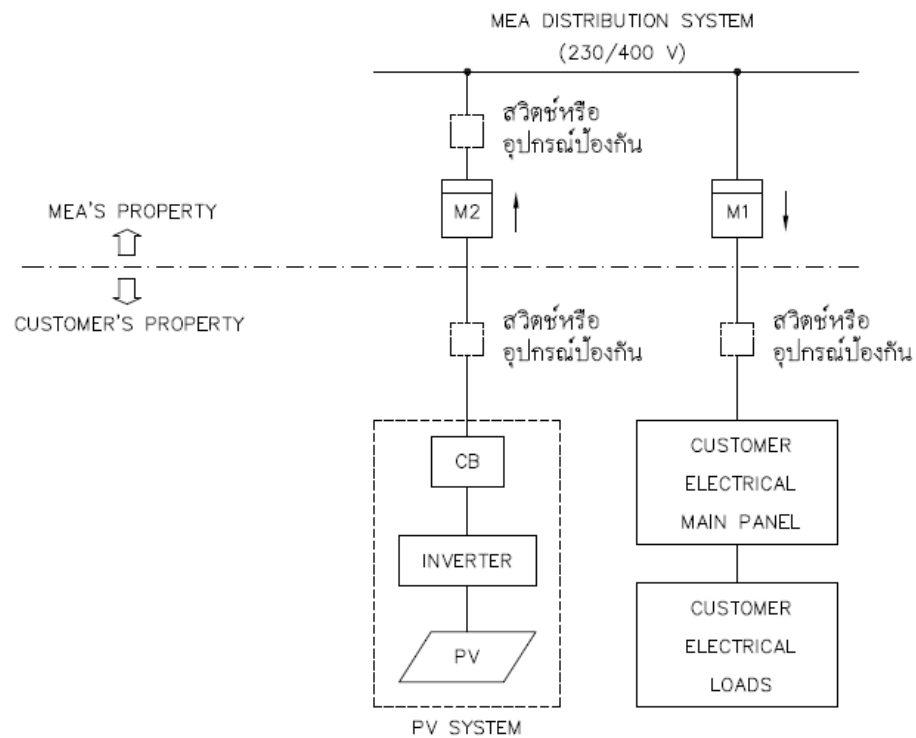 MEA DISTRIBUTION SYSTEM
(230/400 V)
สวิตช์หรือ
อุปกรณ์ป้องกัน
M2
M1
MEA'S PROPERTY
CUSTOMER'S PROPERTY
สวิตช์หรือ
อุปกรณ์ป้องกัน
สวิตช์หรือ
อุปกรณ์ป้องกัน
CB
INVERTER
PV
PV SYSTEM
CUSTOMER
ELECTRICAL
MAIN PANEL
CUSTOMER
ELECTRICAL
LOADS